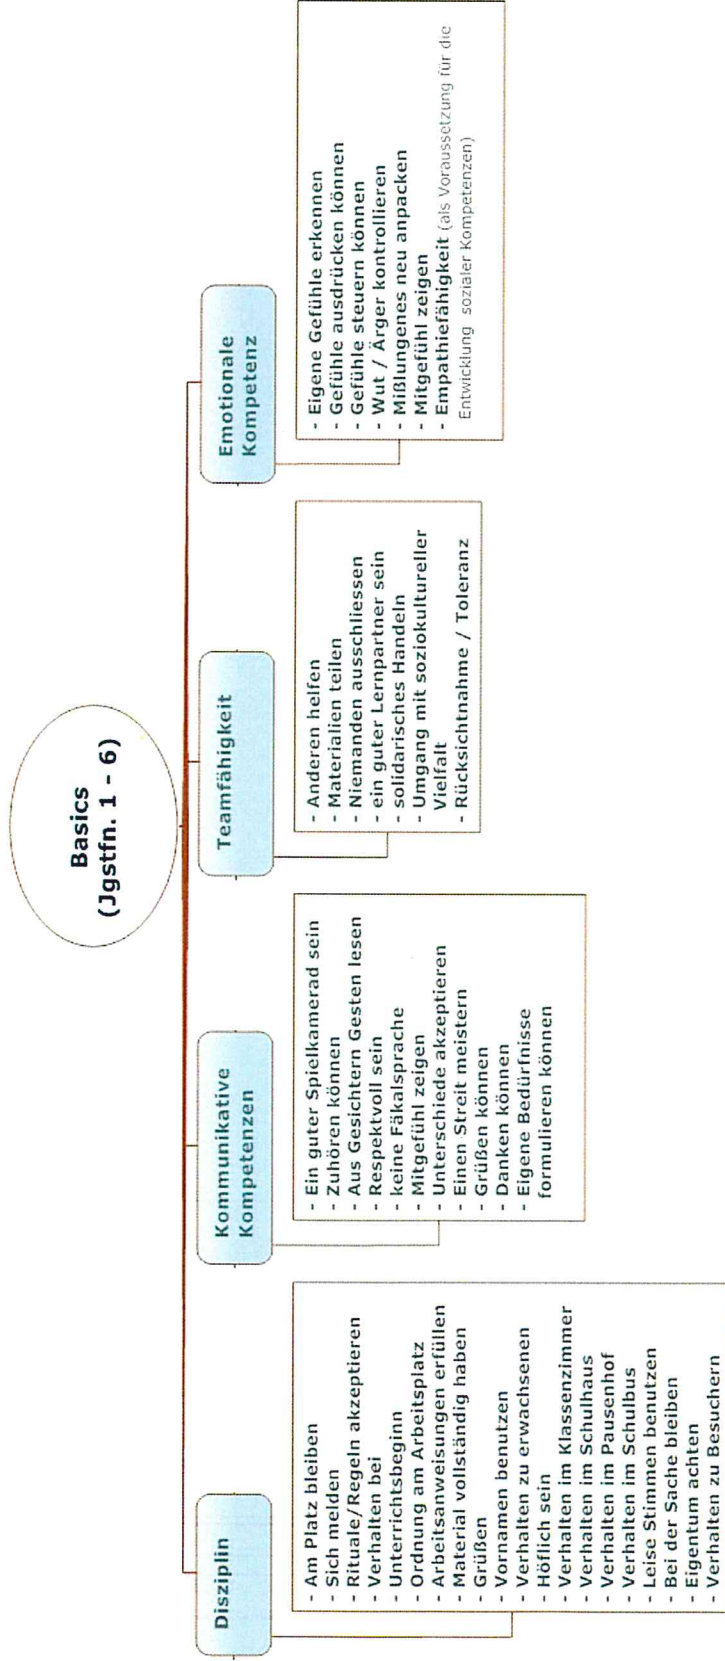 Basics
(Jgstfn. 1 - 6)
Disziplin
- Am Platz bleiben
- Sich melden
- Rituale/Regeln akzeptieren
- Verhalten bei
- Unterrichtsbeginn
- Ordnung am Arbeitsplatz
- Arbeitsanweisungen erfüllen
- Material vollständig haben
- Grüßen
- Vornamen benutzen
- Verhalten zu erwachsenen
- Höflich sein
- Verhalten im Klassenzimmer
- Verhalten im Schulhaus
- Verhalten im Pausenhof
- Verhalten im Schulbus
- Leise Stimmen benutzen
- Bei der Sache bleiben
- Eigentum achten
- Verhalten zu Besuchern
Kommunikative
Kompetenzen
- Ein guter Spielkamerad sein
- Zuhören können
- Aus Gesichtern Gesten lesen
- Respektvoll sein
- keine Fäkalsprache
- Mitgefühl zeigen
- Unterschiede akzeptieren
- Einen Streit meistern
- Grüßen können
- Danken können
- Eigene Bedürfnisse
formulieren können
Teamfähigkeit
- Anderen helfen
- Materialien teilen
- Niemanden ausschliessen
- ein guter Lernpartner sein
- solidarisches Handeln
- Umgang mit soziokultureller
Vielfalt
- Rücksichtnahme / Toleranz
Emotionale
Kompetenz
- Eigene Gefühle erkennen
- Gefühle ausdrücken können
- Gefühle steuern können
- Wut / Ärger kontrollieren
- Mißlungenes neu anpacken
- Mitgefühl zeigen
- Empathiefähigkeit (als Voraussetzung für die
Entwicklung sozialer Kompetenzen)